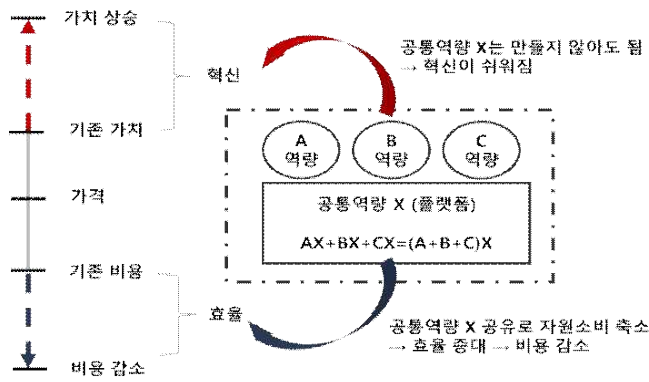 가치 상승
혁신
기존 가치
가격
기존 비용
효율
비용 감소
공통역량 X는 만들지 않아도 됨
→ 혁신이 쉬워짐
A
역량
B
역량
C
역량
공통역량 X (플랫폼)
AX+BX+CX=(A+B+C)X
공통역량 X 공유로 자원소비 축소
→ 효율 증대 → 비용 감소